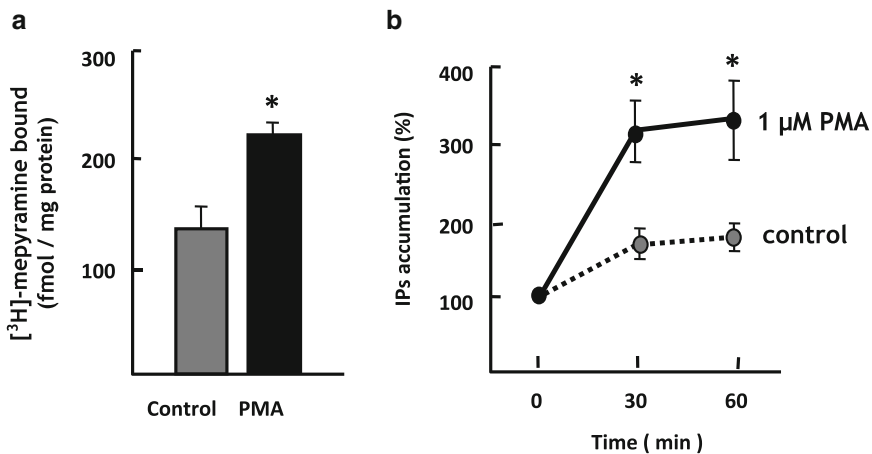 a
[³H]-mepyramine bound
(fmol / mg protein)
300
200
100
*
Control PMA
b
IPs accumulation (%)
400
300
200
100
* *
1 µM PMA
control
0 30 60
Time ( min )